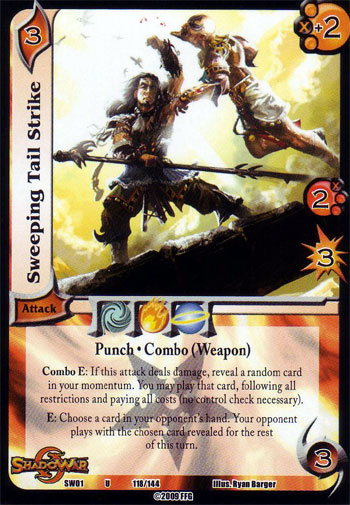 3
+2
Sweeping Tail Strike
2
3
Attack
Punch • Combo (Weapon)
Combo E: If this attack deals damage, reveal a random card
in your momentum. You may play that card, following all
restrictions and paying all costs (no control check necessary).
E: Choose a card in your opponent's hand. Your opponent
plays with the chosen card revealed for the rest
of this turn.
3
SHADOWAR
SW01 U 118/144 Illus. Ryan Barger
©2009 FFG